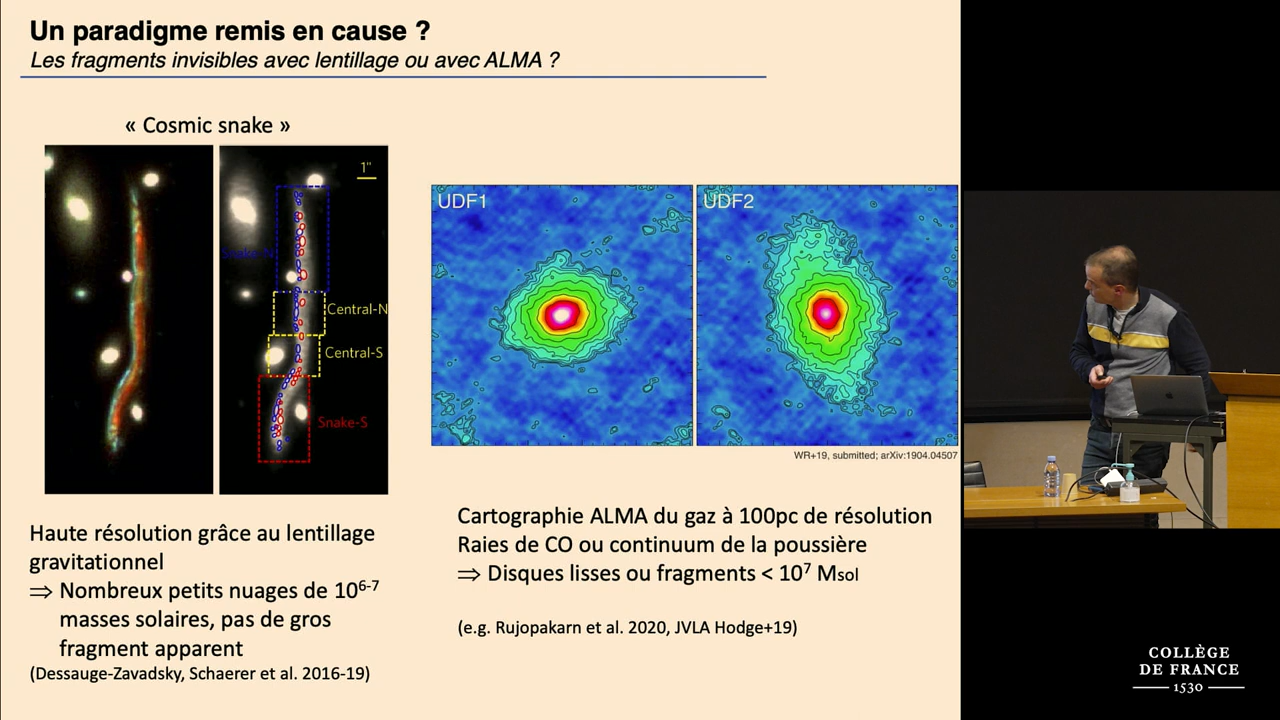 Un paradigme remis en cause ?
Les fragments invisibles avec lentillage ou avec ALMA ?
« Cosmic snake »
1"
Snake-N
Central-N
Central-S
Snake-S
UDF1
UDF2
WR+19, submitted; arXiv:1904.04507
Haute résolution grâce au lentillage
gravitationnel
⇒ Nombreux petits nuages de 10⁶⁻⁷
masses solaires, pas de gros
fragment apparent
(Dessauge-Zavadsky, Schaerer et al. 2016-19)
Cartographie ALMA du gaz à 100pc de résolution
Raies de CO ou continuum de la poussière
⇒ Disques lisses ou fragments < 10⁷ Msol
(e.g. Rujopakarn et al. 2020, JVLA Hodge+19)
COLLÈGE
DE FRANCE
1530